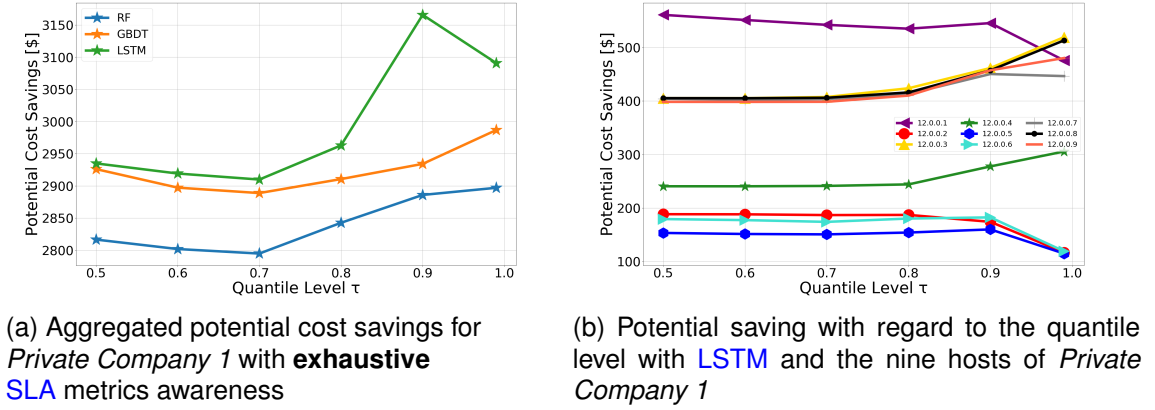 Potential Cost Savings [$]
3150
3100
3050
3000
2950
2900
2850
2800
RF
GBDT
LSTM
0.5 0.6 0.7 0.8 0.9 1.0
Quantile Level τ
(a) Aggregated potential cost savings for
Private Company 1 with exhaustive
SLA metrics awareness
Potential Cost Savings [$]
500
400
300
200
100
12.0.0.1 12.0.0.4 12.0.0.7
12.0.0.2 12.0.0.5 12.0.0.8
12.0.0.3 12.0.0.6 12.0.0.9
0.5 0.6 0.7 0.8 0.9 1.0
Quantile Level τ
(b) Potential saving with regard to the quantile
level with LSTM and the nine hosts of Private
Company 1